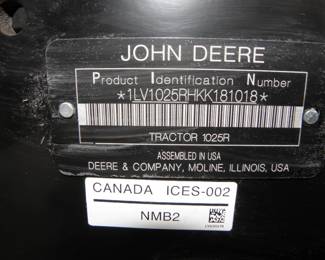 JOHN DEERE
Product Identification Number
*1LV1025RHKK181018*
TRACTOR 1025R
ASSEMBLED IN USA
DEERE & COMPANY, MOLINE, ILLINOIS, USA
CANADA ICES-002
NMB2